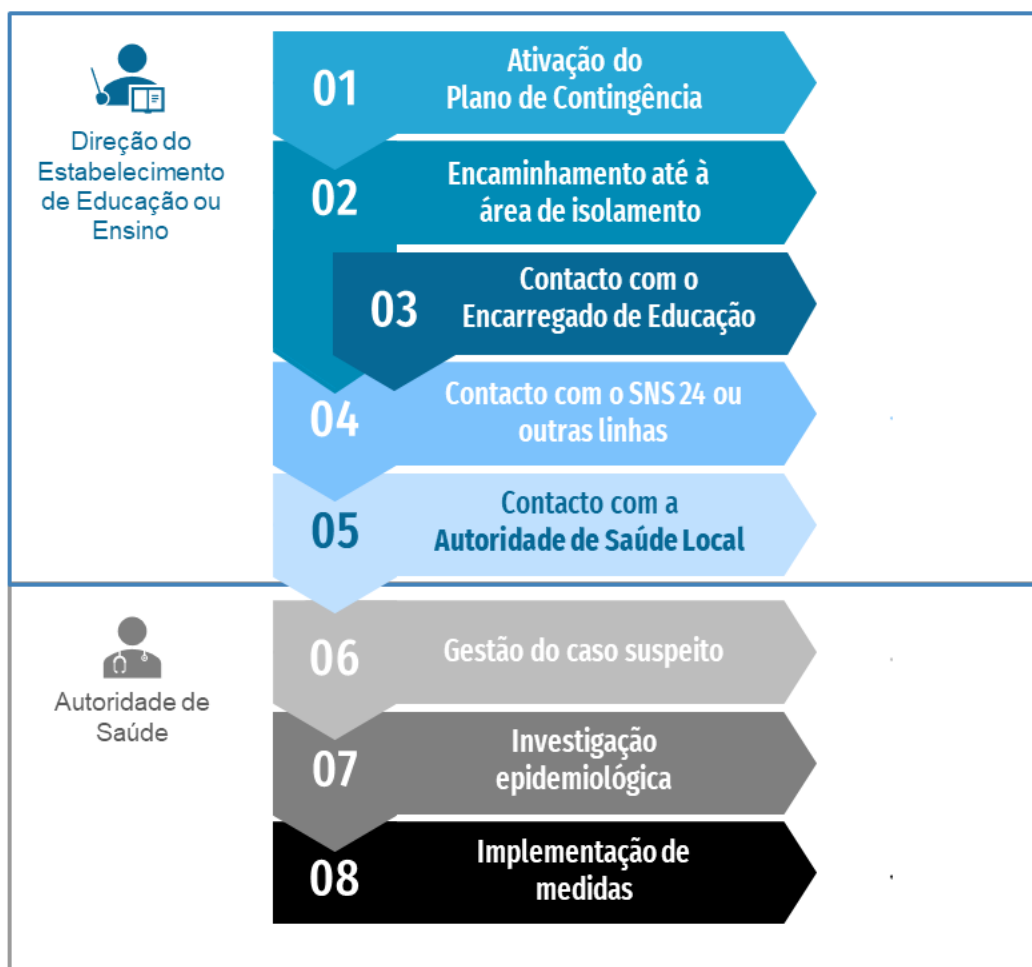 Direção do
Estabelecimento
de Educação ou
Ensino
01
Ativação do
Plano de Contingência
02
Encaminhamento até à
área de isolamento
03
Contacto com o
Encarregado de Educação
04
Contacto com o SNS 24 ou
outras linhas
05
Contacto com a
Autoridade de Saúde Local
Autoridade de
Saúde
06
Gestão do caso suspeito
07
Investigação
epidemiológica
08
Implementação de
medidas